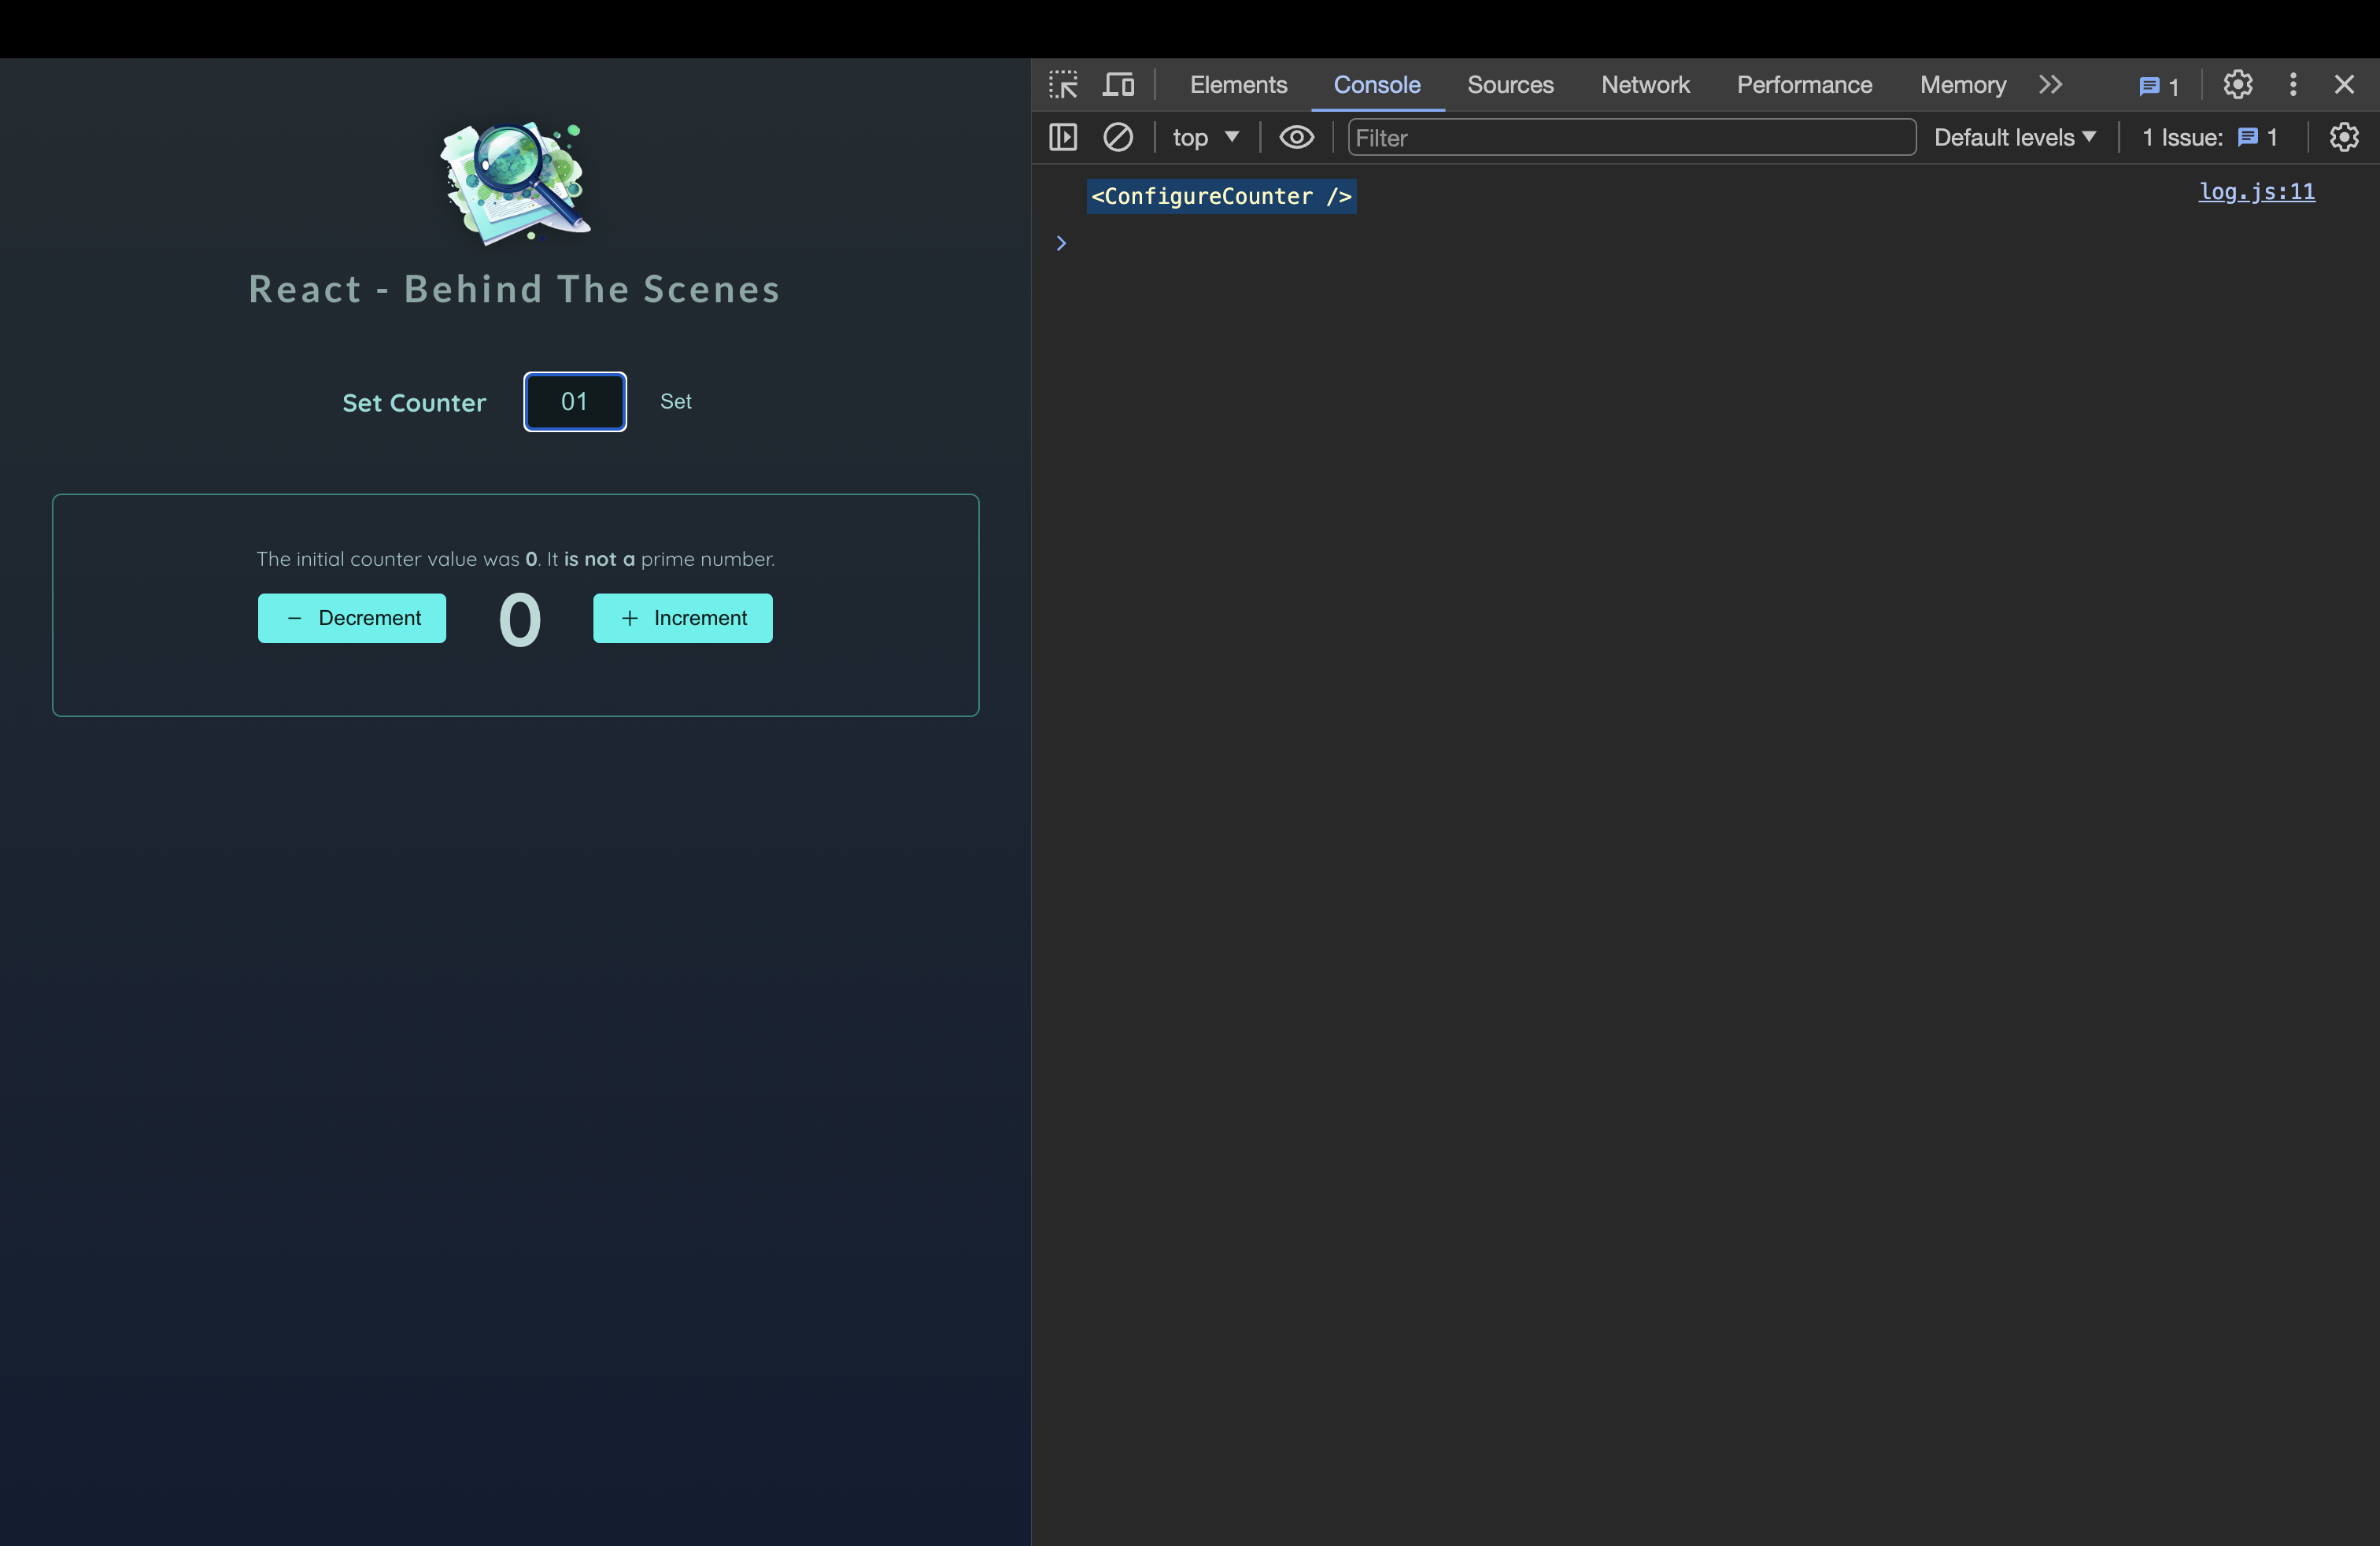 React - Behind The Scenes
Set Counter 01 Set
The initial counter value was 0. It is not a prime number.
− Decrement 0 + Increment
Elements Console Sources Network Performance Memory 1
top Filter Default levels 1 Issue: 1
<ConfigureCounter /> log.js:11